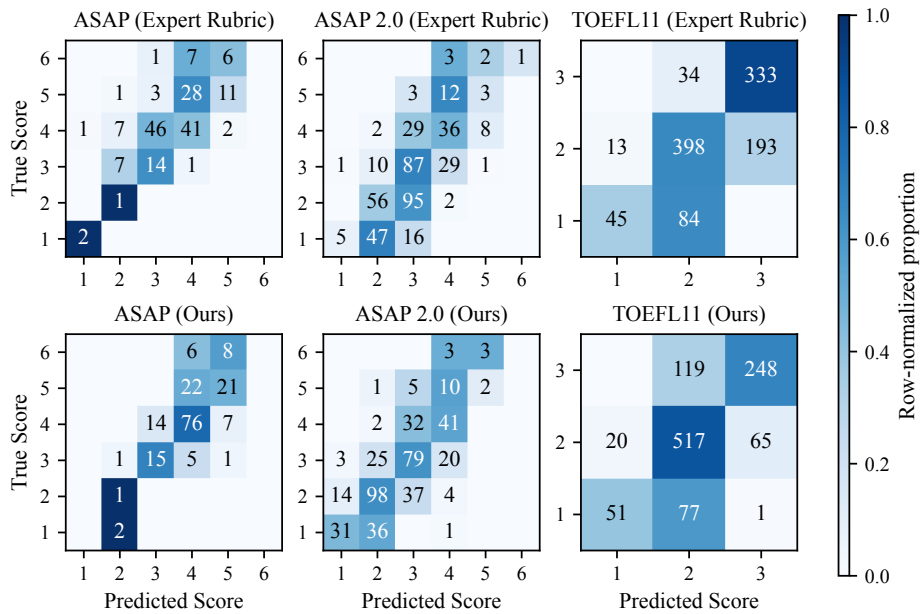 ASAP (Expert Rubric)
ASAP 2.0 (Expert Rubric)
TOEFL11 (Expert Rubric)
True Score
6 1 7 6
5 1 3 28 11
4 1 7 46 41 2
3 7 14 1
2 1
1 2
1 2 3 4 5 6
6 3 2 1
5 3 12 3
4 2 29 36 8
3 1 10 87 29 1
2 56 95 2
1 5 47 16
1 2 3 4 5 6
3 34 333
2 13 398 193
1 45 84
1 2 3
ASAP (Ours)
ASAP 2.0 (Ours)
TOEFL11 (Ours)
True Score
6 6 8
5 22 21
4 14 76 7
3 1 15 5 1
2 1
1 2
1 2 3 4 5 6
Predicted Score
6 3 3
5 1 5 10 2
4 2 32 41
3 3 25 79 20
2 14 98 37 4
1 31 36 1
1 2 3 4 5 6
Predicted Score
3 119 248
2 20 517 65
1 51 77 1
1 2 3
Predicted Score
1.0
0.8
0.6
0.4
0.2
0.0
Row-normalized proportion